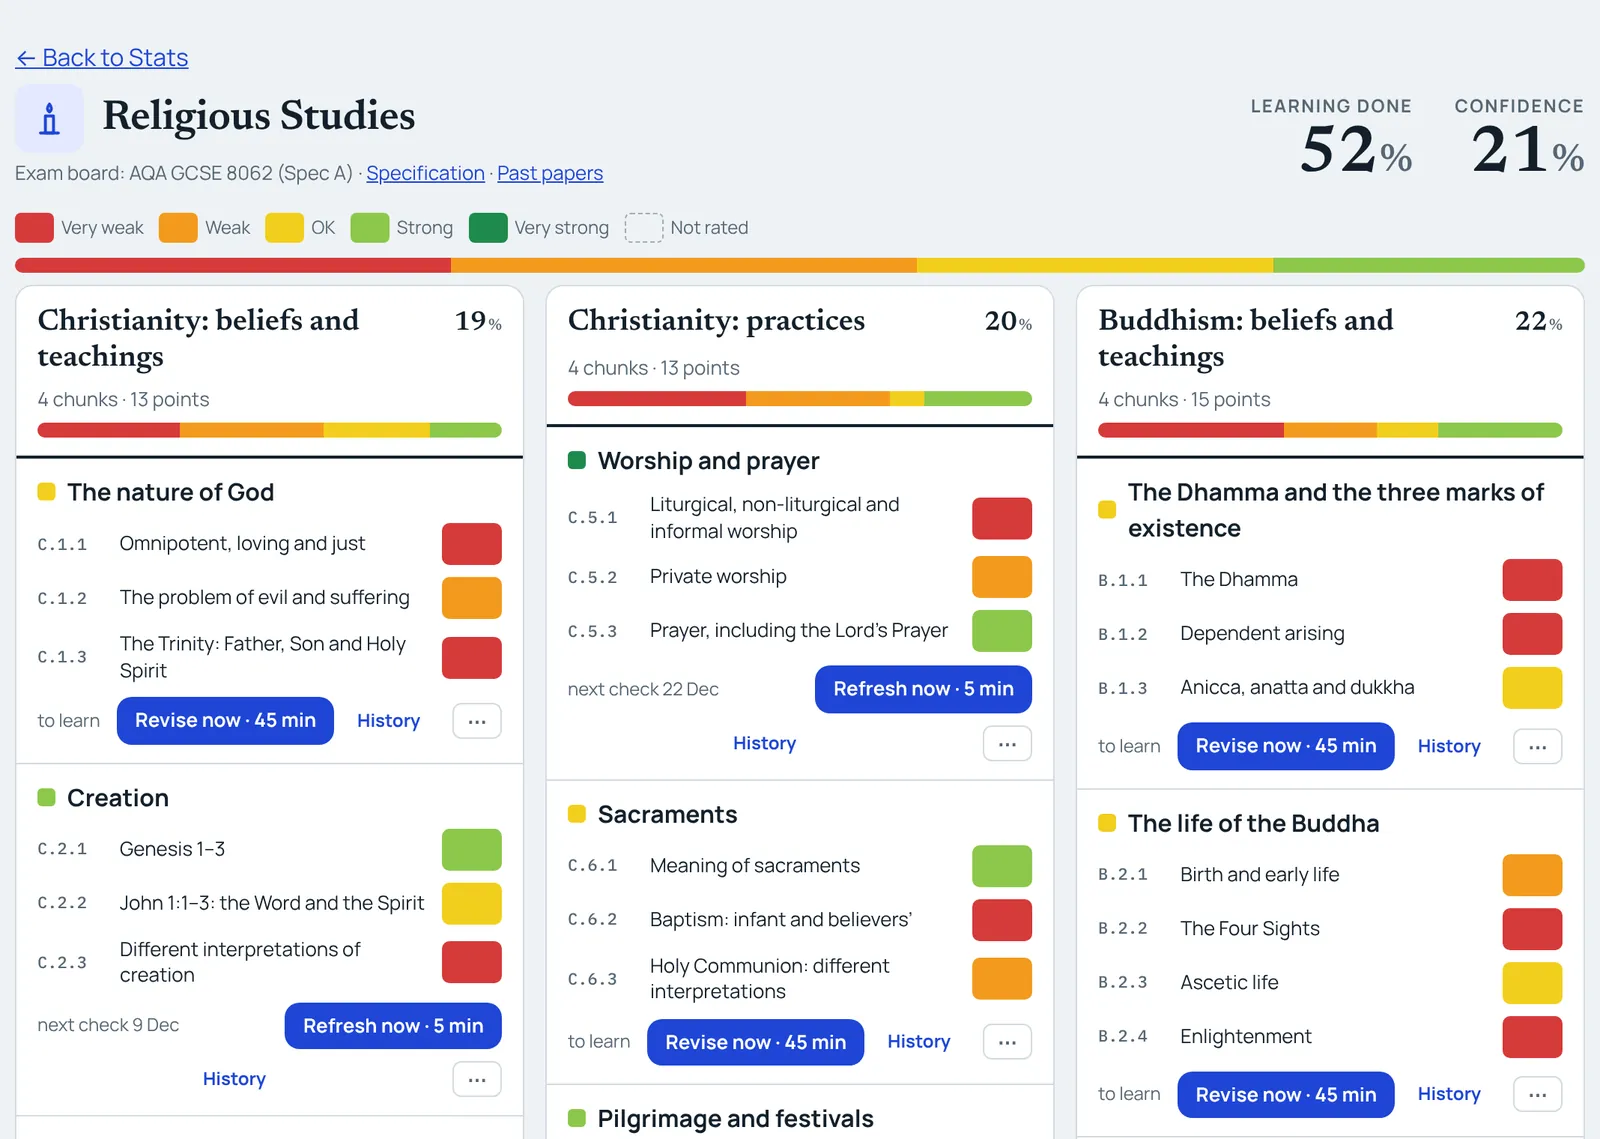 ← Back to Stats
Religious Studies
LEARNING DONE
52%
CONFIDENCE
21%
Exam board: AQA GCSE 8062 (Spec A) · Specification · Past papers
Very weak
Weak
OK
Strong
Very strong
Not rated
Christianity: beliefs and
teachings
19%
4 chunks · 13 points
The nature of God
C.1.1 Omnipotent, loving and just
C.1.2 The problem of evil and suffering
C.1.3 The Trinity: Father, Son and Holy
Spirit
to learn Revise now · 45 min History ...
Creation
C.2.1 Genesis 1–3
C.2.2 John 1:1–3: the Word and the Spirit
C.2.3 Different interpretations of
creation
next check 9 Dec Refresh now · 5 min
History ...
Christianity: practices
20%
4 chunks · 13 points
Worship and prayer
C.5.1 Liturgical, non-liturgical and
informal worship
C.5.2 Private worship
C.5.3 Prayer, including the Lord’s Prayer
next check 22 Dec Refresh now · 5 min
History ...
Sacraments
C.6.1 Meaning of sacraments
C.6.2 Baptism: infant and believers’
C.6.3 Holy Communion: different
interpretations
to learn Revise now · 45 min History ...
Pilgrimage and festivals
Buddhism: beliefs and
teachings
22%
4 chunks · 15 points
The Dhamma and the three marks of
existence
B.1.1 The Dhamma
B.1.2 Dependent arising
B.1.3 Anicca, anatta and dukkha
to learn Revise now · 45 min History ...
The life of the Buddha
B.2.1 Birth and early life
B.2.2 The Four Sights
B.2.3 Ascetic life
B.2.4 Enlightenment
to learn Revise now · 45 min History ...